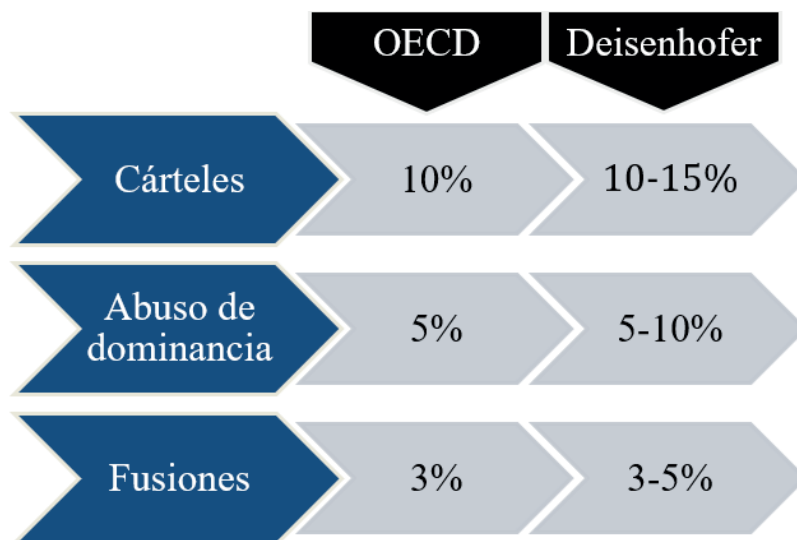 OECD Deisenhofer
Cárteles 10% 10-15%
Abuso de
dominancia 5% 5-10%
Fusiones 3% 3-5%